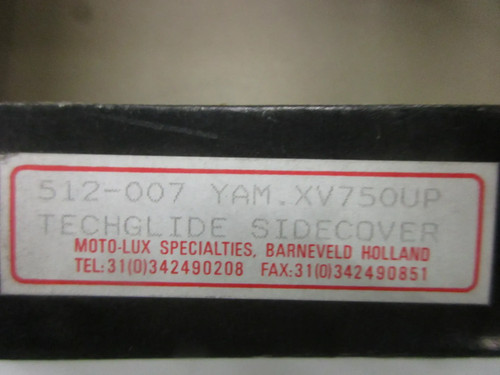 512-007 YAM.XV750UP
TECHGLIDE SIDECOVER
MOTO-LUX SPECIALTIES, BARNEVELD HOLLAND
TEL:31(0)342490208 FAX:31(0)342490851